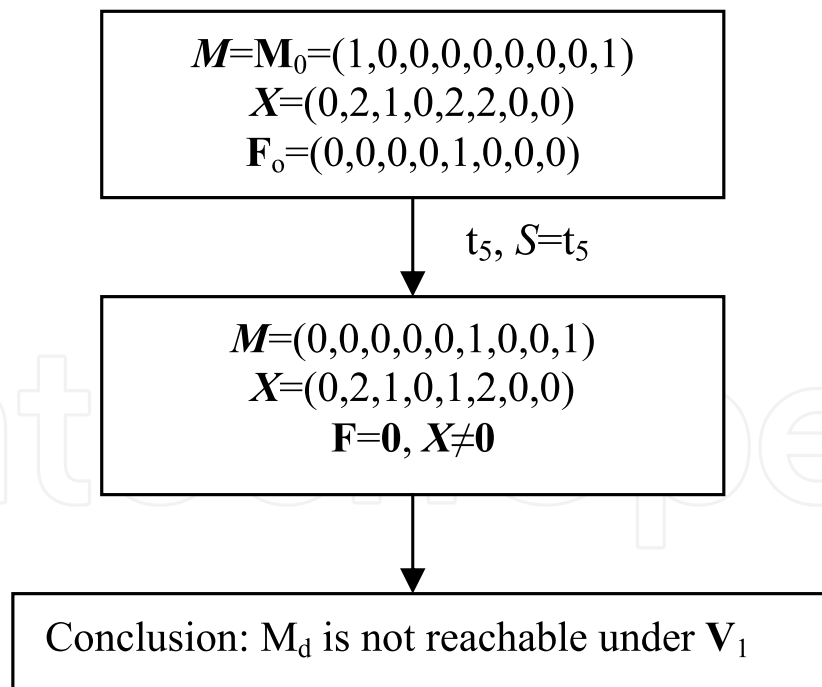 M=M₀=(1,0,0,0,0,0,0,0,1)
X=(0,2,1,0,2,2,0,0)
Fₒ=(0,0,0,0,1,0,0,0)
t₅, S=t₅
M=(0,0,0,0,0,1,0,0,1)
X=(0,2,1,0,1,2,0,0)
F=0, X≠0
Conclusion: M_d is not reachable under V₁